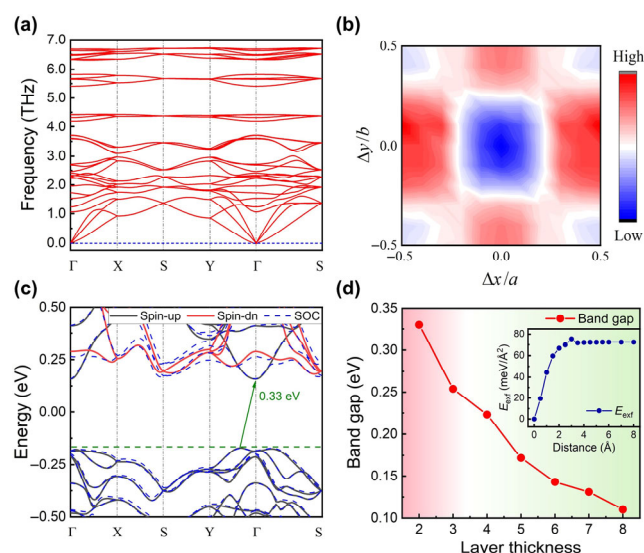 (a)
7.0
6.0
5.0
4.0
3.0
2.0
1.0
0.0
Frequency (THz)
Γ X S Y Γ S
(b)
0.5
0.0
−0.5
Δy/b
−0.5 0.0 0.5
Δx/a
High
Low
(c)
0.50
0.25
0.00
−0.25
−0.50
Energy (eV)
Spin-up Spin-dn SOC
0.33 eV
Γ X S Y Γ S
(d)
0.35
0.30
0.25
0.20
0.15
0.10
Band gap (eV)
Band gap
80
60
40
20
0
E_exf (meV/Å²)
E_exf
0 2 4 6 8
Distance (Å)
2 3 4 5 6 7 8
Layer thickness